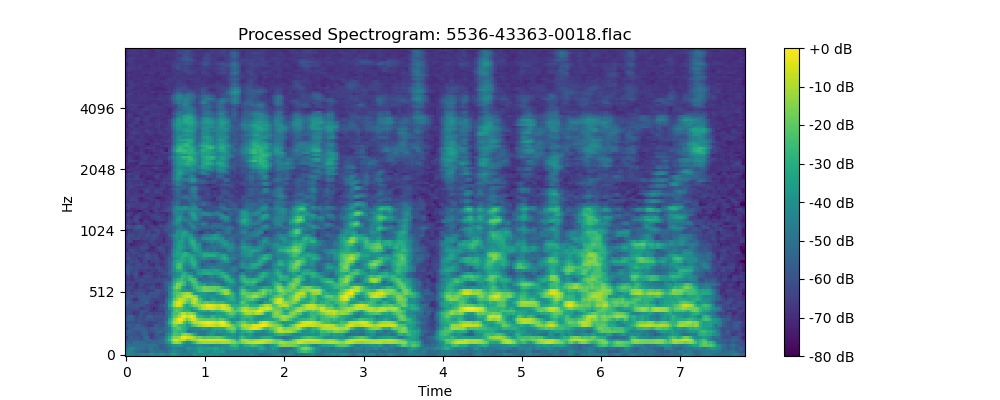 Processed Spectrogram: 5536-43363-0018.flac
Hz
4096
2048
1024
512
0
0 1 2 3 4 5 6 7
Time
+0 dB
-10 dB
-20 dB
-30 dB
-40 dB
-50 dB
-60 dB
-70 dB
-80 dB